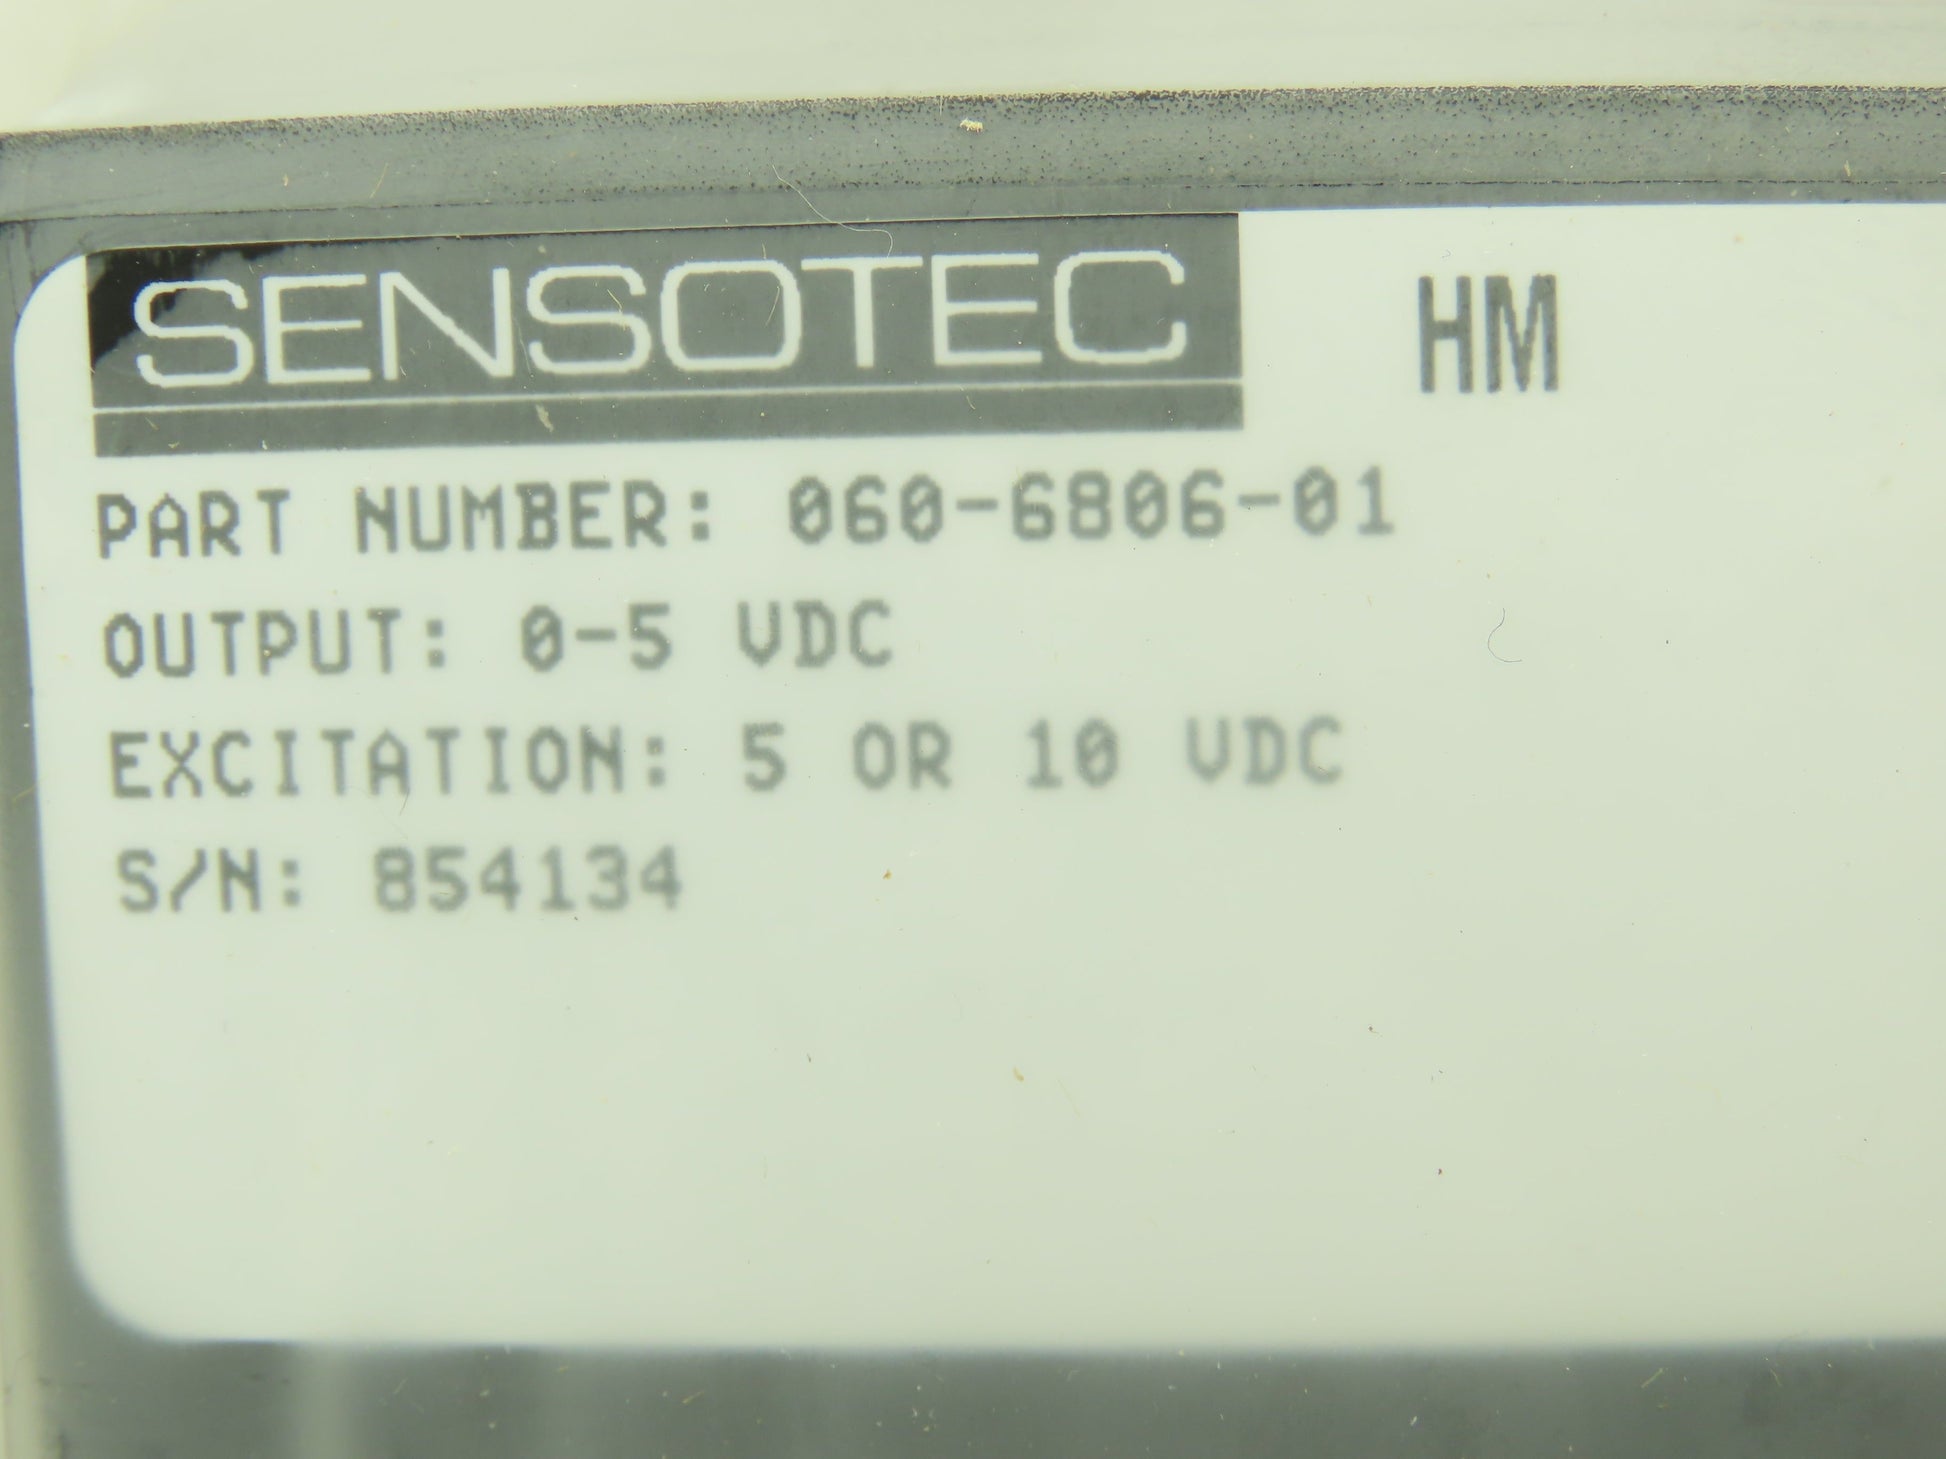 SENSOTEC HM
PART NUMBER: 060-6806-01
OUTPUT: 0-5 VDC
EXCITATION: 5 OR 10 VDC
S/N: 854134